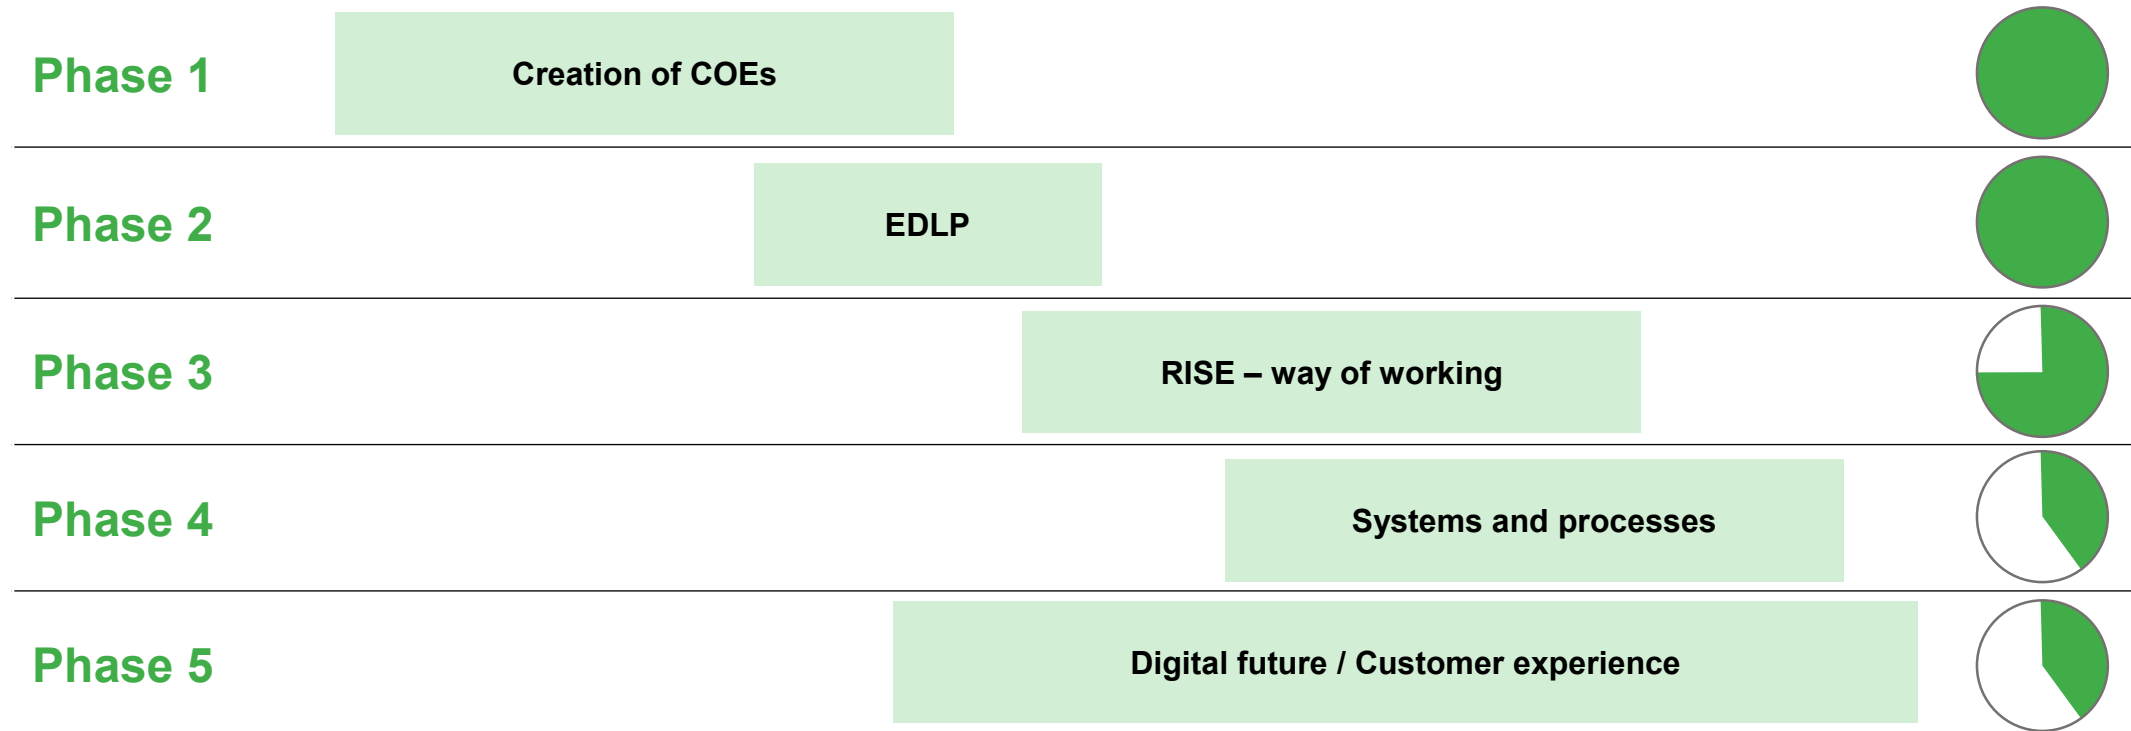 Phase 1
Creation of COEs
Phase 2
EDLP
Phase 3
RISE – way of working
Phase 4
Systems and processes
Phase 5
Digital future / Customer experience